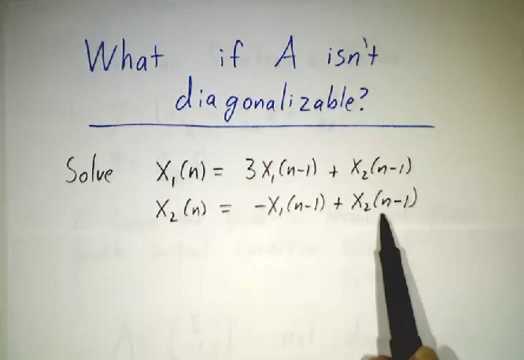 What if A isn't
diagonalizable?
Solve X₁(n) = 3X₁(n-1) + X₂(n-1)
X₂(n) = -X₁(n-1) + X₂(n-1)